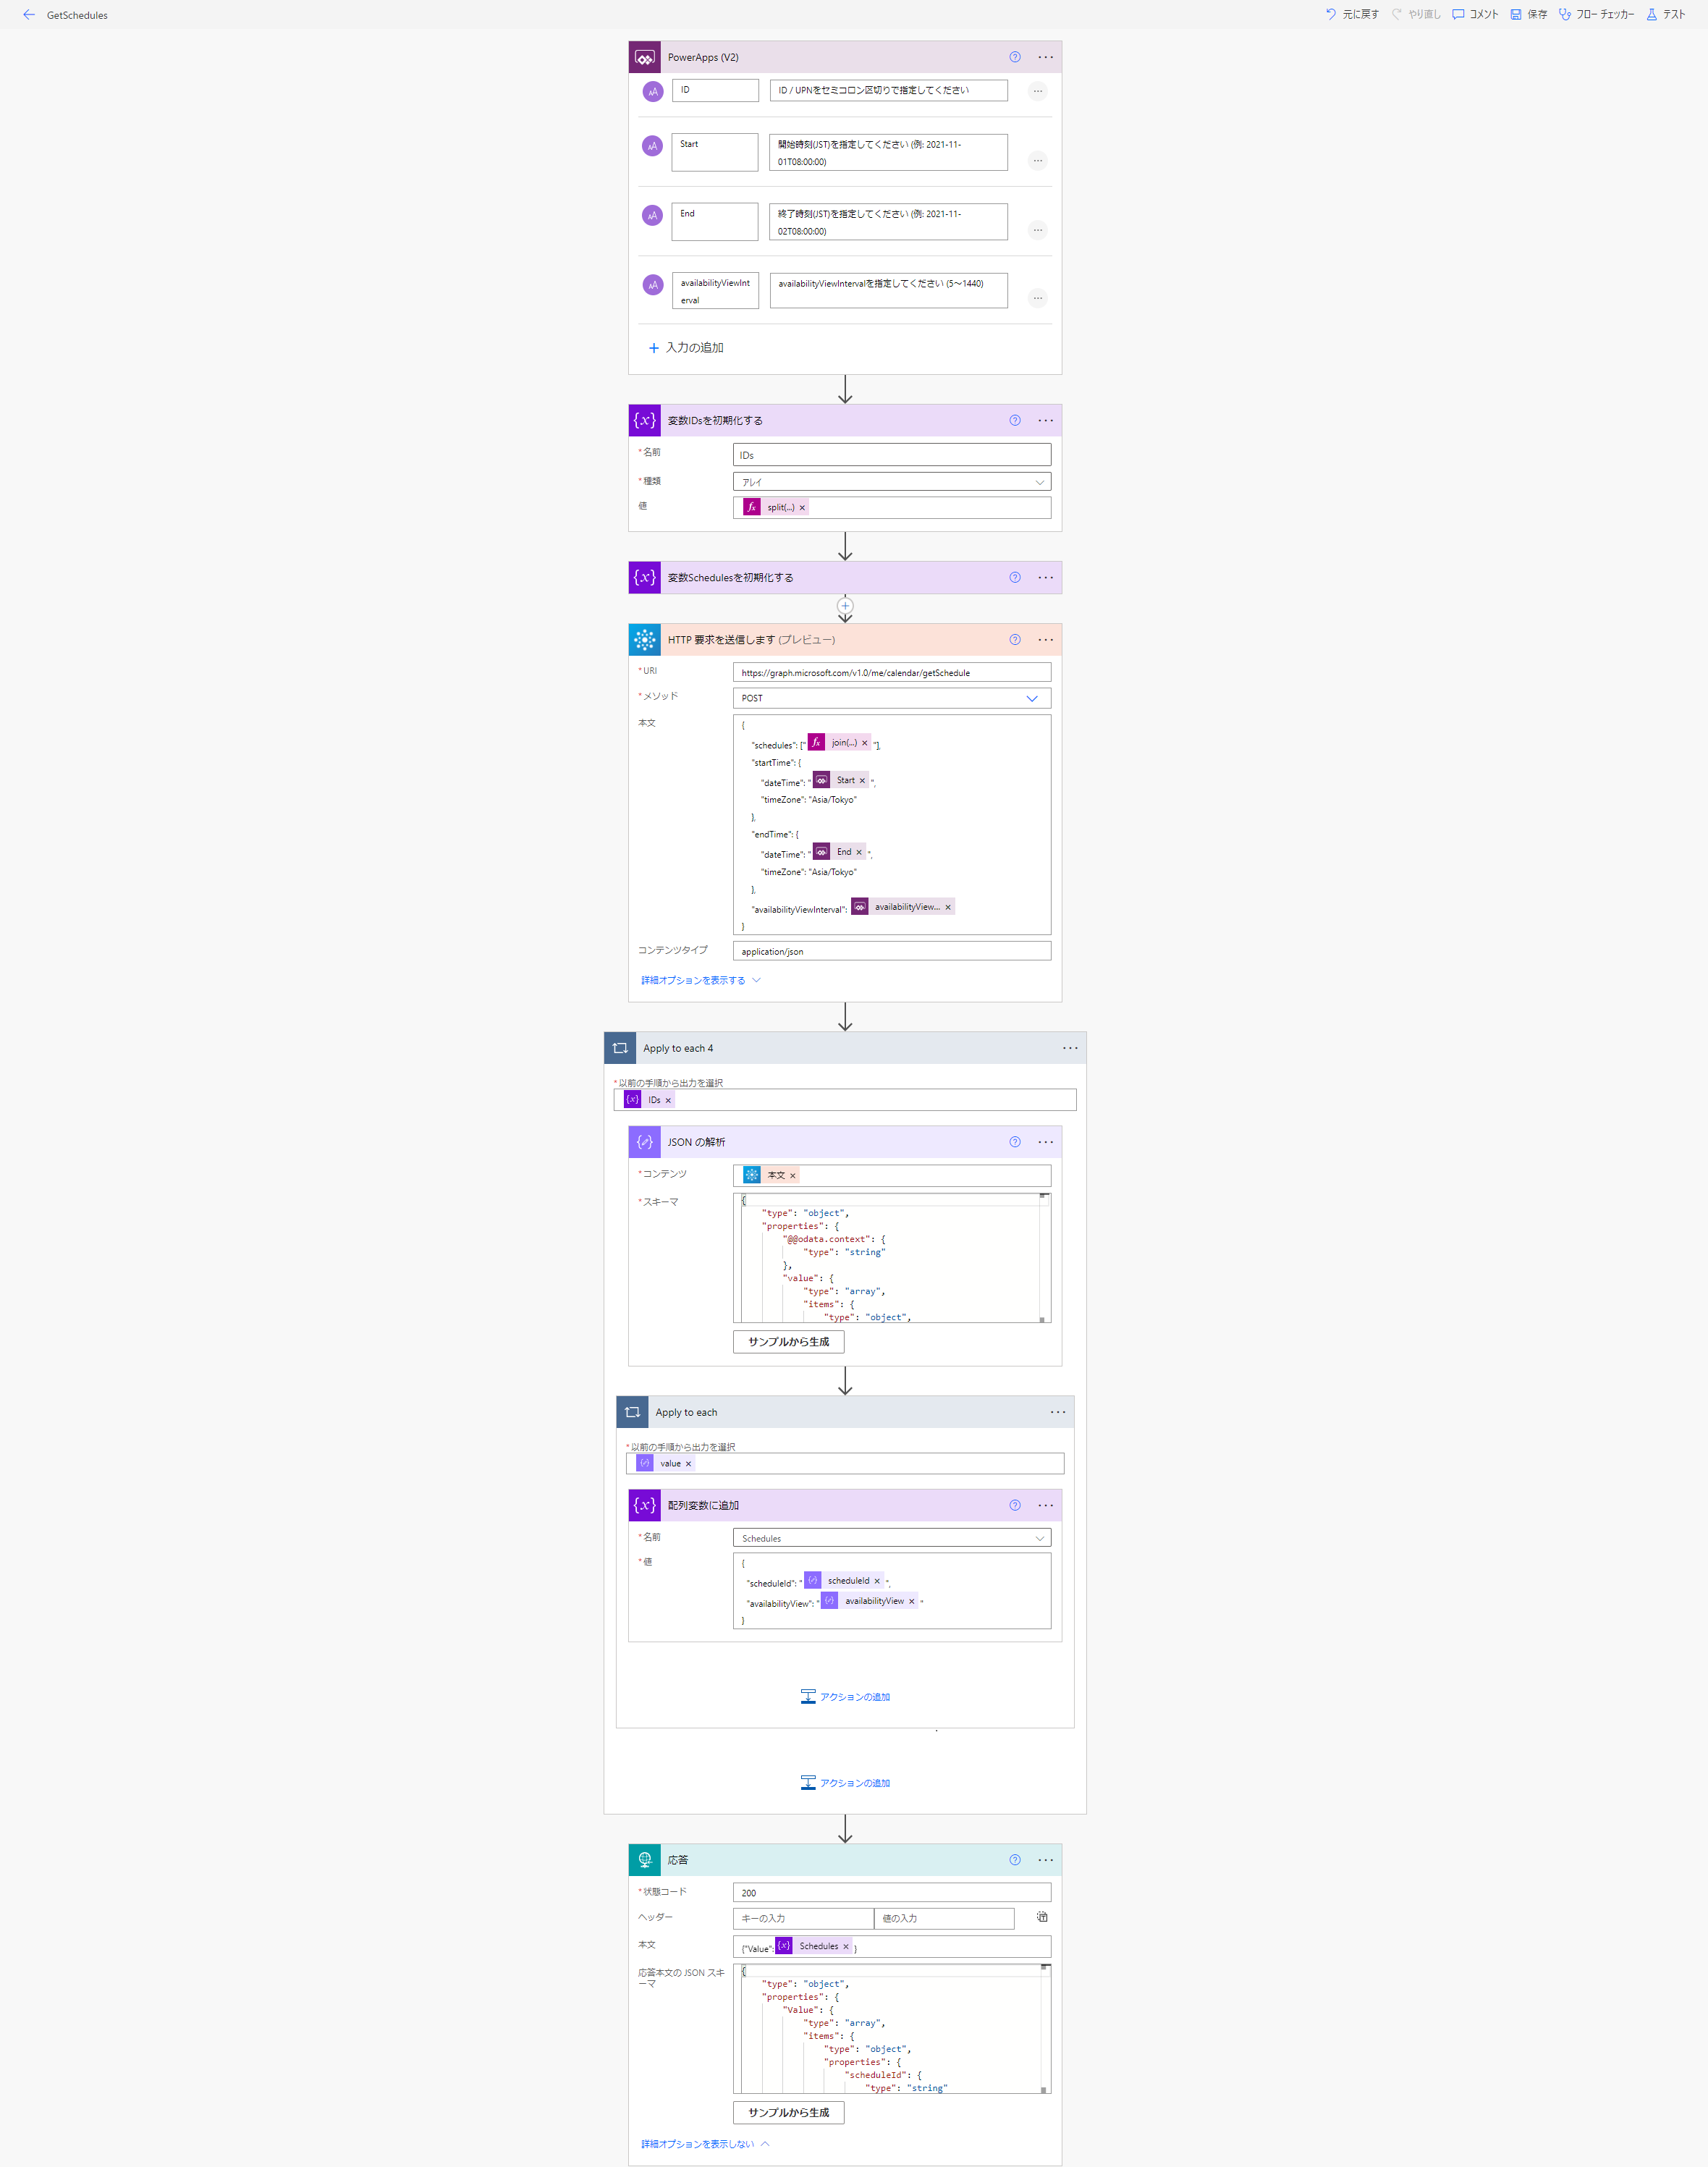 GetSchedules
元に戻す
やり直し
コメント
保存
フロー チェッカー
テスト
PowerApps (V2)
ID
ID / UPNをセミコロン区切りで指定してください
Start
開始時刻(JST)を指定してください (例: 2021-11-
01T08:00:00)
End
終了時刻(JST)を指定してください (例: 2021-11-
02T08:00:00)
availabilityViewInt
erval
availabilityViewIntervalを指定してください (5～1440)
入力の追加
変数IDsを初期化する
*名前
IDs
*種類
アレイ
値
split(...) ×
変数Schedulesを初期化する
HTTP 要求を送信します (プレビュー)
*URI
https://graph.microsoft.com/v1.0/me/calendar/getSchedule
*メソッド
POST
本文
{
"schedules": [" join(...) × "],
"startTime": {
"dateTime": " Start × ",
"timeZone": "Asia/Tokyo"
},
"endTime": {
"dateTime": " End × ",
"timeZone": "Asia/Tokyo"
},
"availabilityViewInterval": availabilityView... ×
}
コンテンツタイプ
application/json
詳細オプションを表示する
Apply to each 4
*以前の手順から出力を選択
IDs ×
JSON の解析
*コンテンツ
本文 ×
*スキーマ
{
"type": "object",
"properties": {
"@@odata.context": {
"type": "string"
},
"value": {
"type": "array",
"items": {
"type": "object",
サンプルから生成
Apply to each
*以前の手順から出力を選択
value ×
配列変数に追加
*名前
Schedules
*値
{
"scheduleId": " scheduleId × ",
"availabilityView": " availabilityView × "
}
アクションの追加
アクションの追加
応答
*状態コード
200
ヘッダー
キーの入力
値の入力
本文
{"Value": Schedules × }
応答本文の JSON スキ
ーマ
{
"type": "object",
"properties": {
"Value": {
"type": "array",
"items": {
"type": "object",
"properties": {
"scheduleId": {
"type": "string"
サンプルから生成
詳細オプションを表示しない